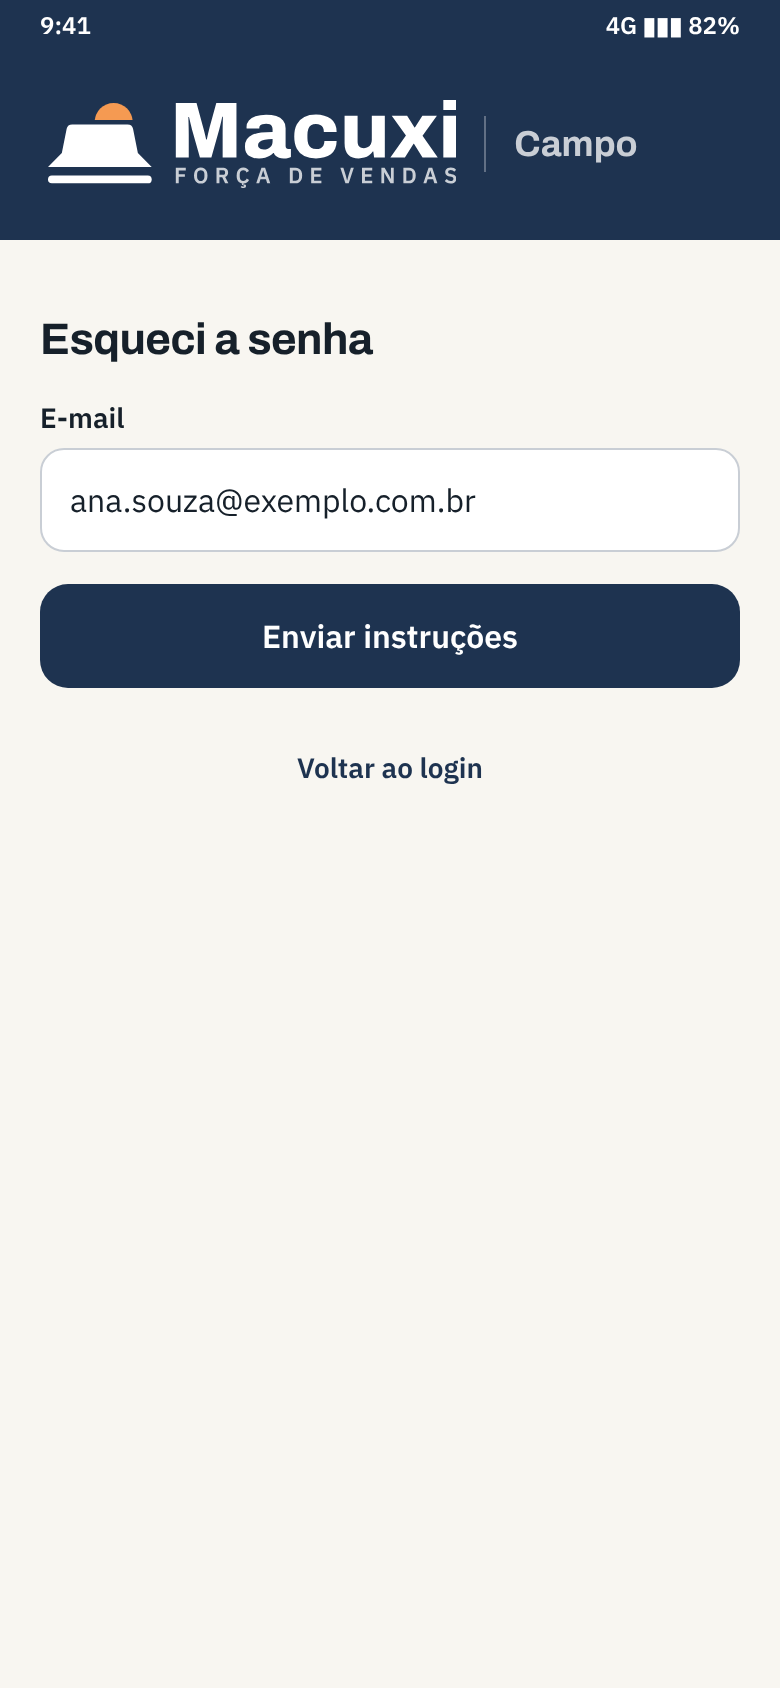 9:41
4G 82%
Macuxi
FORÇA DE VENDAS
Campo
Esqueci a senha
E-mail
ana.souza@exemplo.com.br
Enviar instruções
Voltar ao login